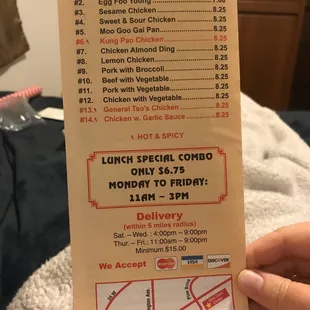 #2. Egg Foo Young 7.00
#3. Sesame Chicken 8.25
#4. Sweet & Sour Chicken 8.25
#5. Moo Goo Gai Pan 8.25
#6. Kung Pao Chicken 8.25
#7. Chicken Almond Ding 8.25
#8. Lemon Chicken 8.25
#9. Pork with Broccoli 8.25
#10. Beef with Vegetable 8.25
#11. Pork with Vegetable 8.25
#12. Chicken with Vegetable 8.25
#13. General Tso's Chicken 8.25
#14. Chicken w. Garlic Sauce 8.25
HOT & SPICY
LUNCH SPECIAL COMBO
ONLY $6.75
MONDAY TO FRIDAY:
11AM – 3PM
Delivery
(within 5 miles radius)
Sat. – Wed. : 4:00pm – 9:00pm
Thur. – Fri.: 11:00am – 9:00pm
Minimum $15.00
We Accept MasterCard VISA DISCOVER